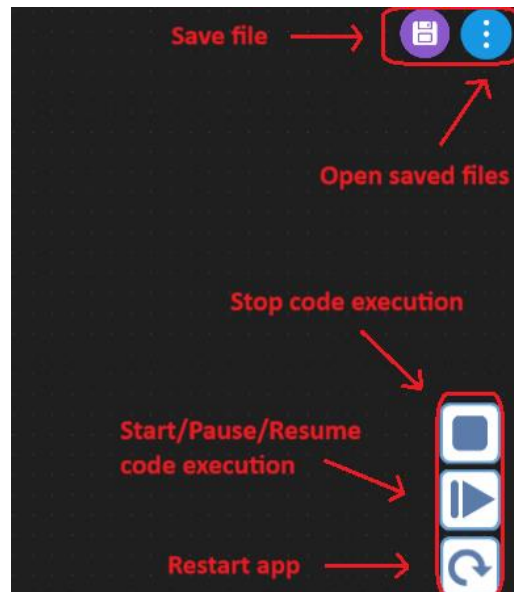 Save file
Open saved files
Stop code execution
Start/Pause/Resume
code execution
Restart app